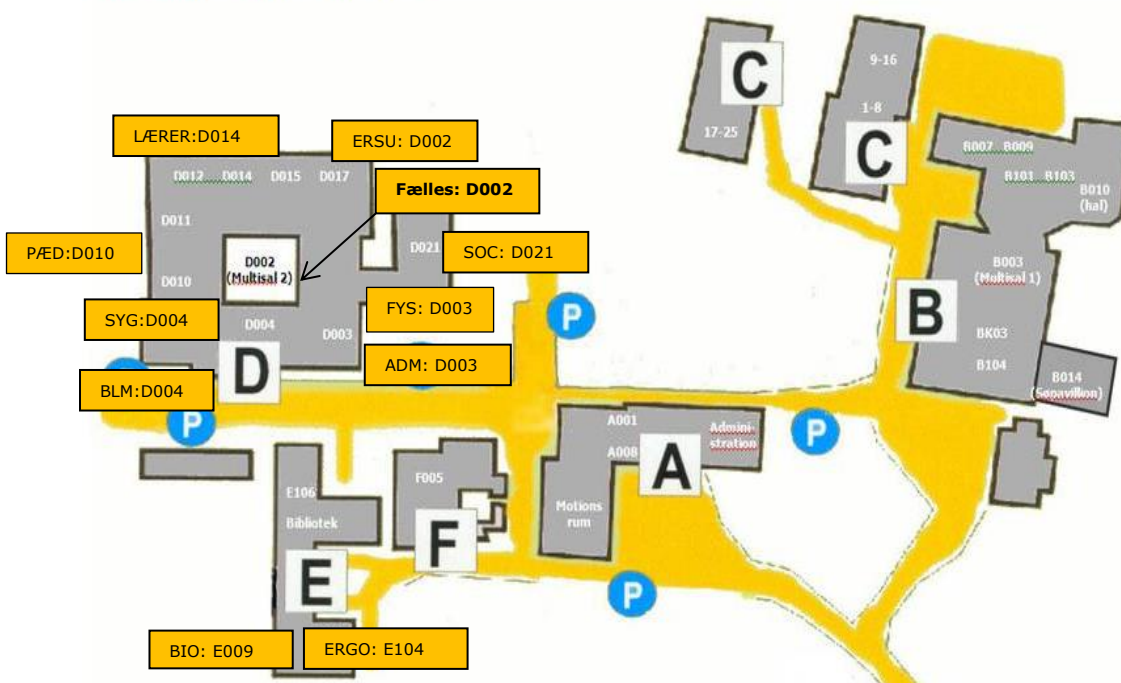 LÆRER:D014
ERSU: D002
Fælles: D002
PÆD:D010
SOC: D021
SYG:D004
FYS: D003
BLM:D004
ADM: D003
D012 D014 D015 D017
D011
D010
D002
(Multisal 2)
D021
D004
D003
D
17-25
C
9-16
1-8
C
B007 B009
B101 B103
B010
(hal)
B003
(Multisal 1)
B
BK03
B104
B014
(Søpavillion)
P
P
P
P
A001
A008
Admini-
stration
A
Motions
rum
F005
F
E106
Bibliotek
E
BIO: E009
ERGO: E104